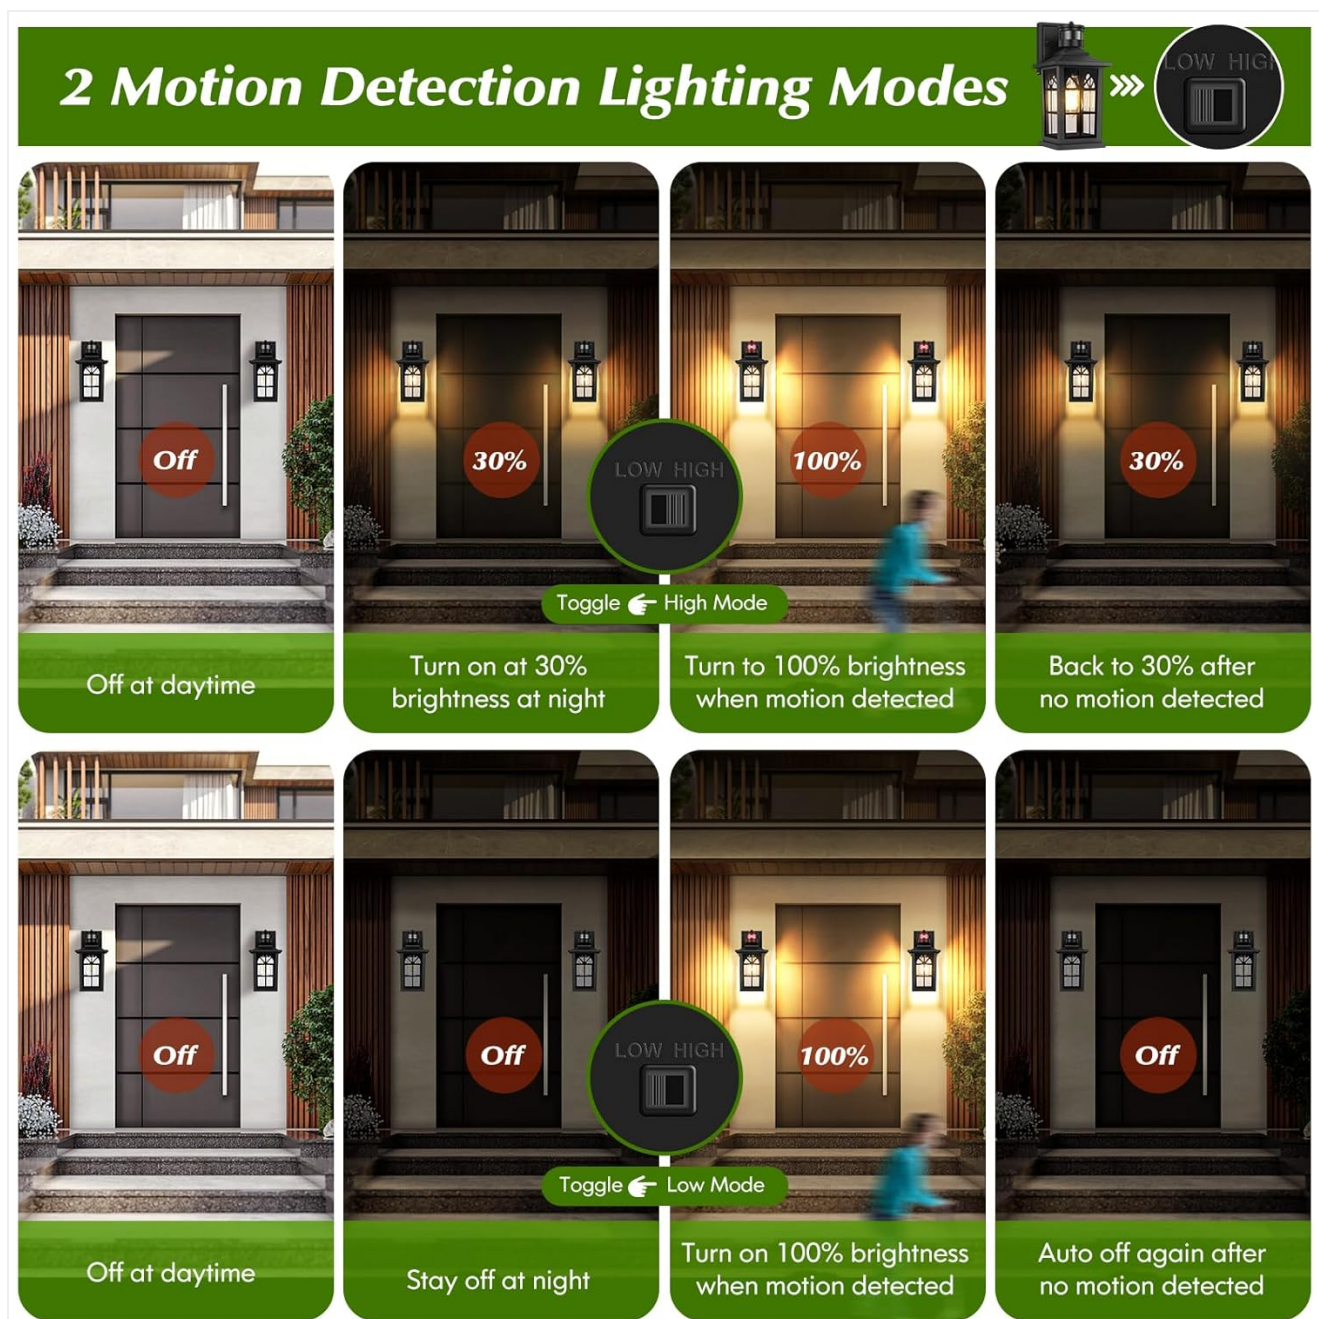 2 Motion Detection Lighting Modes
LOW HIGH
Off
30%
100%
30%
LOW HIGH
Toggle High Mode
Off at daytime
Turn on at 30%
brightness at night
Turn to 100% brightness
when motion detected
Back to 30% after
no motion detected
Off
Off
100%
Off
LOW HIGH
Toggle Low Mode
Off at daytime
Stay off at night
Turn on 100% brightness
when motion detected
Auto off again after
no motion detected